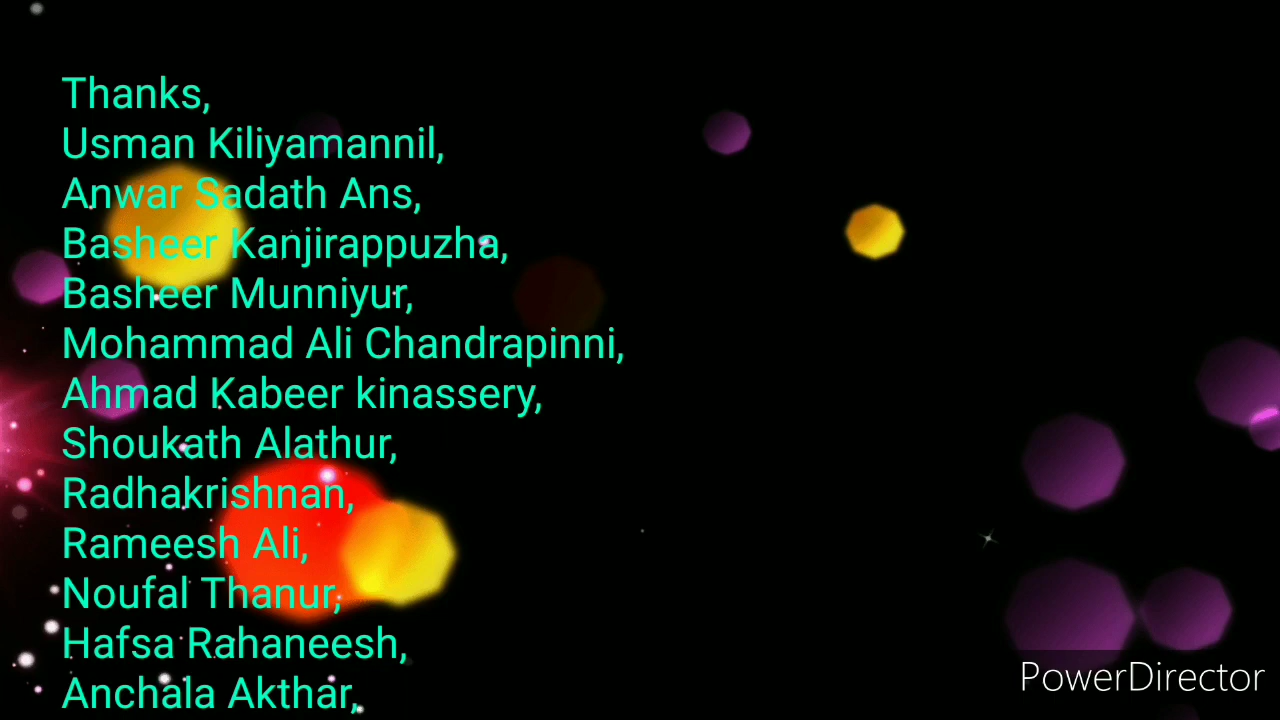 Thanks,
Usman Kiliyamannil,
Anwar Sadath Ans,
Basheer Kanjirappuzha,
Basheer Munniyur,
Mohammad Ali Chandrapinni,
Ahmad Kabeer kinassery,
Shoukath Alathur,
Radhakrishnan,
Rameesh Ali,
Noufal Thanur,
Hafsa Rahaneesh,
Anchala Akthar,
PowerDirector